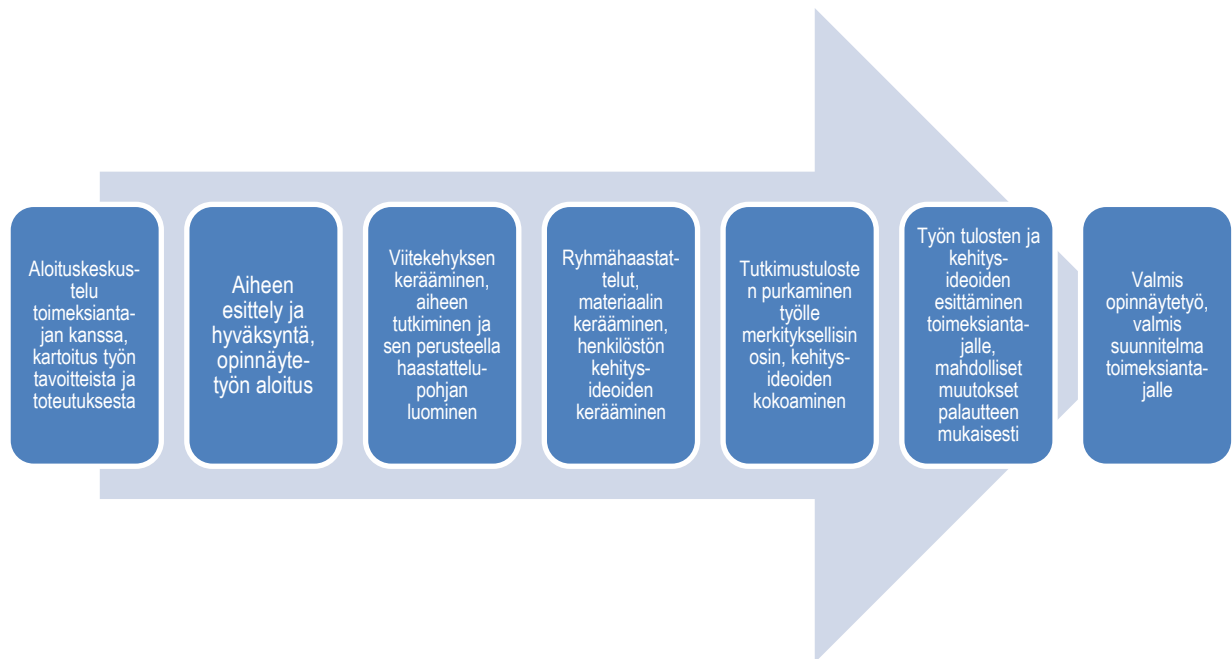 Aloituskeskus-
telu
toimeksianta-
jan kanssa,
kartoitus työn
tavoitteista ja
toteutuksesta
Aiheen
esittely ja
hyväksyntä,
opinnäyte-
työn aloitus
Viitekehyksen
kerääminen,
aiheen
tutkiminen ja
sen perusteella
haastattelu-
pohjan
luominen
Ryhmähaastat-
telut,
materiaalin
kerääminen,
henkilöstön
kehitys-
ideoiden
kerääminen
Tutkimustuloste
n purkaminen
työlle
merkityksellisin
osin, kehitys-
ideoiden
kokoaminen
Työn tulosten ja
kehitys-
ideoiden
esittäminen
toimeksianta-
jalle,
mahdolliset
muutokset
palautteen
mukaisesti
Valmis
opinnäytetyö,
valmis
suunnitelma
toimeksianta-
jalle